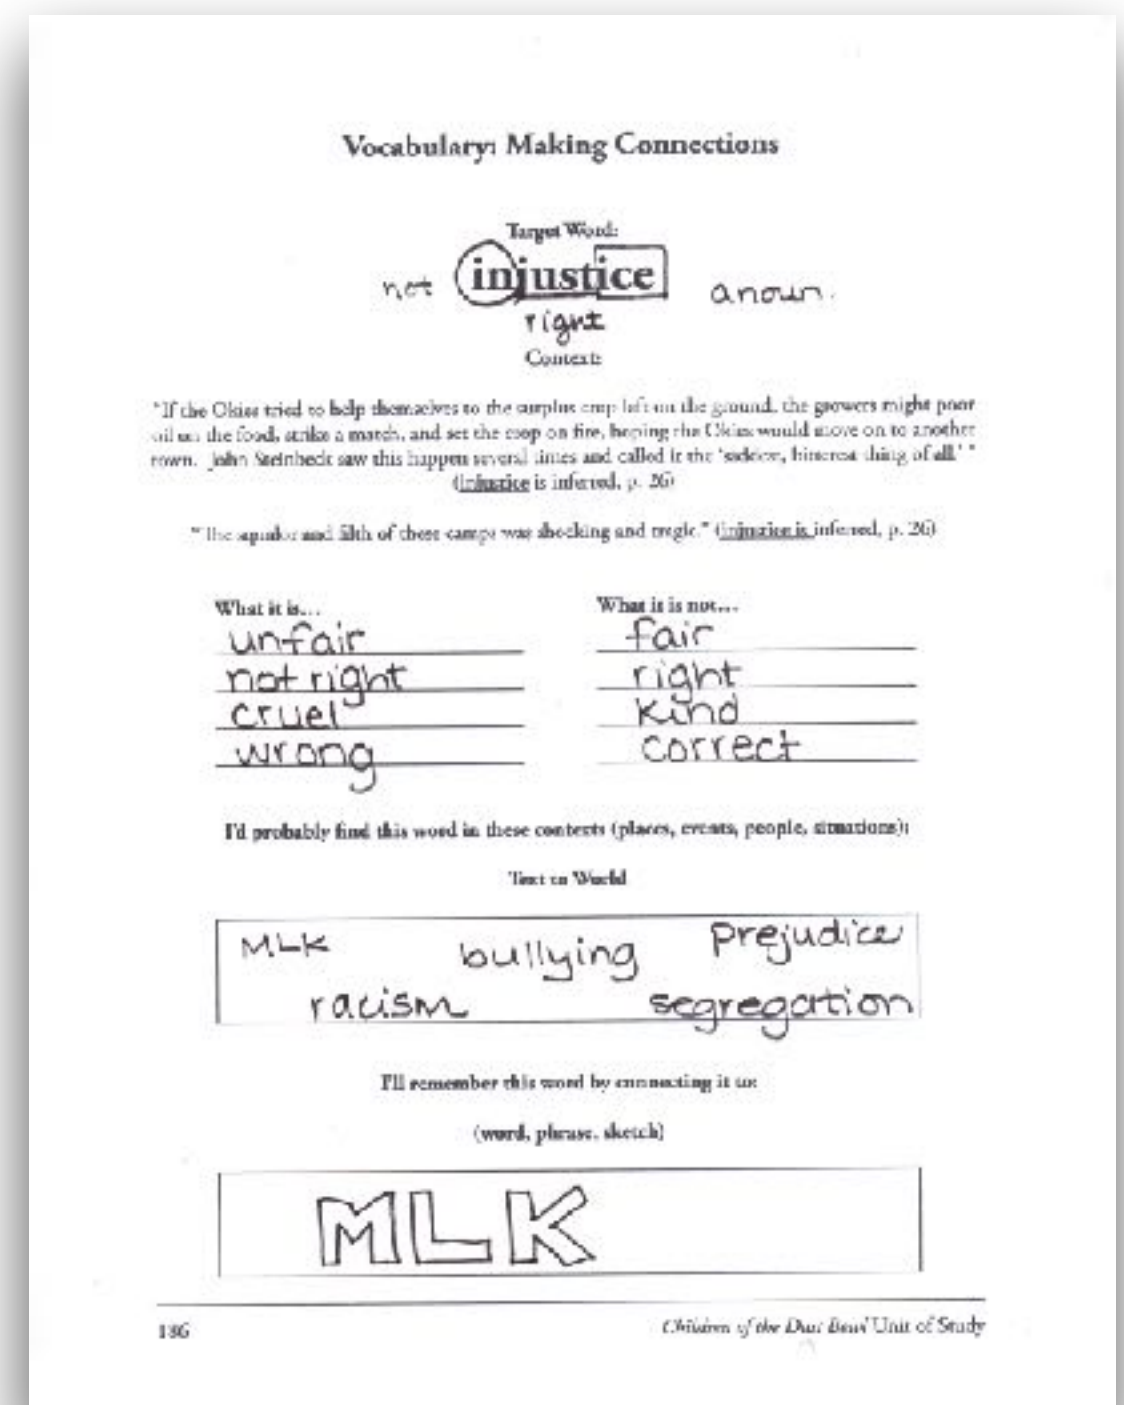 Vocabulary: Making Connections
Target Word:
not injustice a noun.
right
Context:
"If the Okies tried to help themselves to the surplus crop left on the ground, the growers might poor
oil on the food, strike a match, and set the crop on fire, hoping the Okies would move on to another
town. John Steinbeck saw this happen several times and called it the 'saddest, bitterest thing of all.' "
(Injustice is inferred, p. 26)
"The squalor and filth of these camps was shocking and tragic." (injustice is inferred, p. 26)
What it is... What it is not...
unfair fair
not right right
cruel kind
wrong correct
I'd probably find this word in these contexts (places, events, people, situations):
Text to World
MLK bullying prejudice
racism segregation
I'll remember this word by connecting it to:
(word, phrase, sketch)
MLK
186 Children of the Dust Bowl Unit of Study